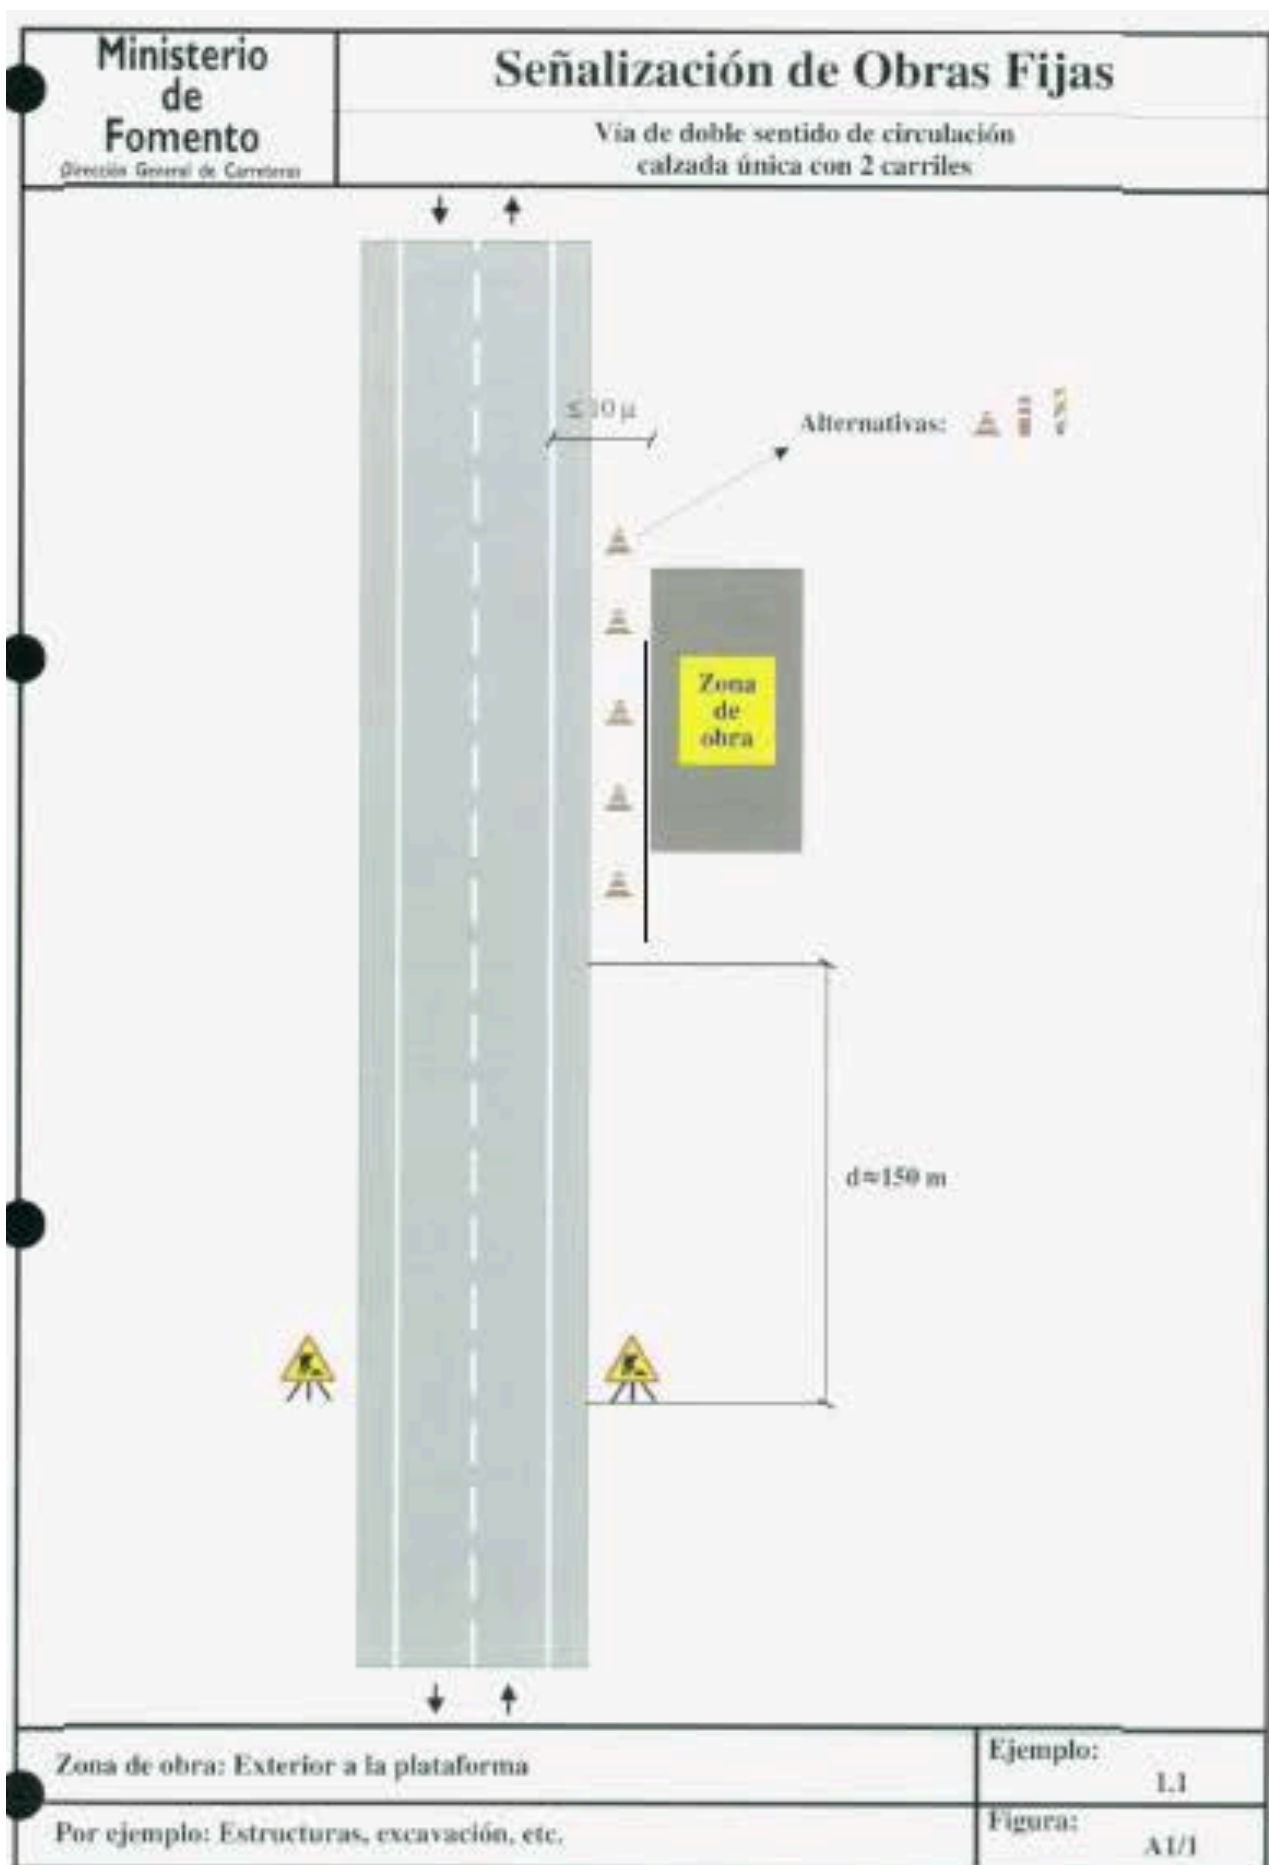 Ministerio
de
Fomento
Dirección General de Carreteras
Señalización de Obras Fijas
Vía de doble sentido de circulación
calzada única con 2 carriles
≤ 10 µ
Alternativas:
Zona
de
obra
d≈150 m
Zona de obra: Exterior a la plataforma
Ejemplo:
1.1
Por ejemplo: Estructuras, excavación, etc.
Figura:
A1/1